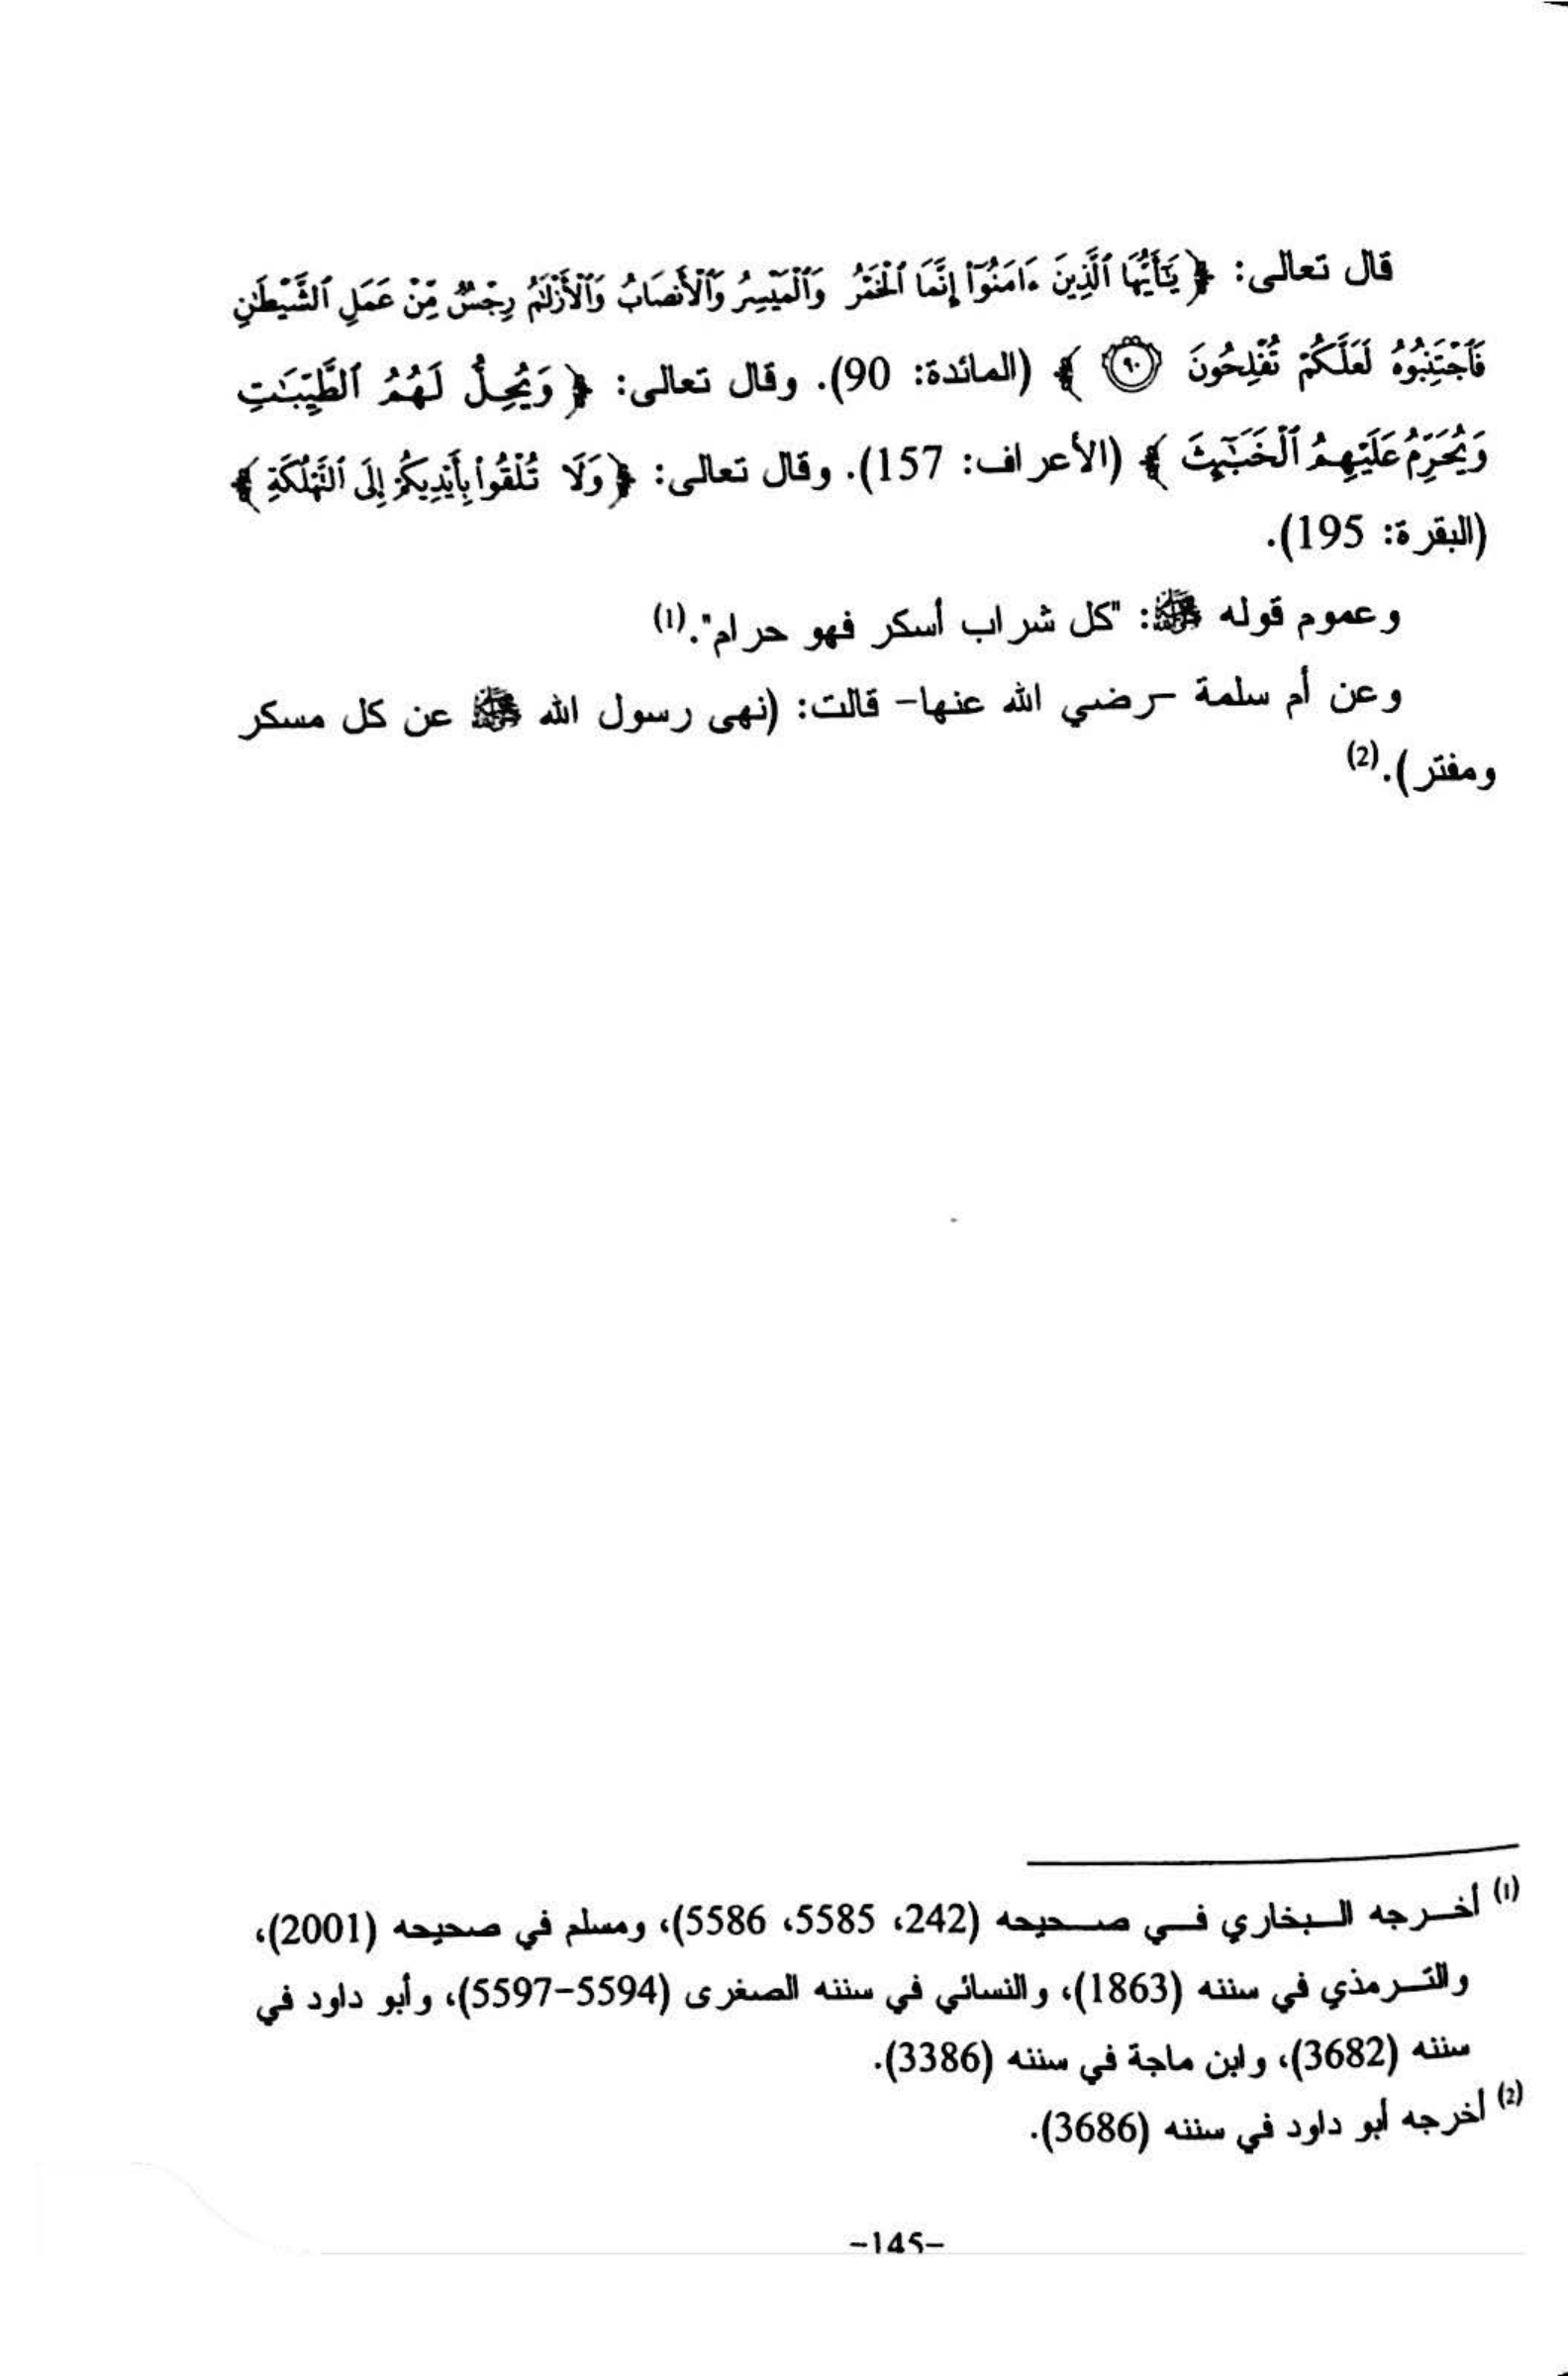 قال تعالى: ﴿ يَٰٓأَيُّهَا ٱلَّذِينَ ءَامَنُوٓا۟ إِنَّمَا ٱلْخَمْرُ وَٱلْمَيْسِرُ وَٱلْأَنصَابُ وَٱلْأَزْلَٰمُ رِجْسٌ مِّنْ عَمَلِ ٱلشَّيْطَٰنِ
فَٱجْتَنِبُوهُ لَعَلَّكُمْ تُفْلِحُونَ ٩٠ ﴾ (المائدة: 90). وقال تعالى: ﴿ وَيُحِلُّ لَهُمُ ٱلطَّيِّبَٰتِ
وَيُحَرِّمُ عَلَيْهِمُ ٱلْخَبَٰٓئِثَ ﴾ (الأعراف: 157). وقال تعالى: ﴿ وَلَا تُلْقُوا۟ بِأَيْدِيكُمْ إِلَى ٱلتَّهْلُكَةِ ﴾
(البقرة: 195).
وعموم قوله ﷺ: "كل شراب أسكر فهو حرام".(1)
وعن أم سلمة -رضي الله عنها- قالت: (نهى رسول الله ﷺ عن كل مسكر
ومفتر).(2)
(1) أخرجه البخاري في صحيحه (242، 5585، 5586)، ومسلم في صحيحه (2001)،
والترمذي في سننه (1863)، والنسائي في سننه الصغرى (5594-5597)، وأبو داود في
سننه (3682)، وابن ماجة في سننه (3386).
(2) أخرجه أبو داود في سننه (3686).
-145-